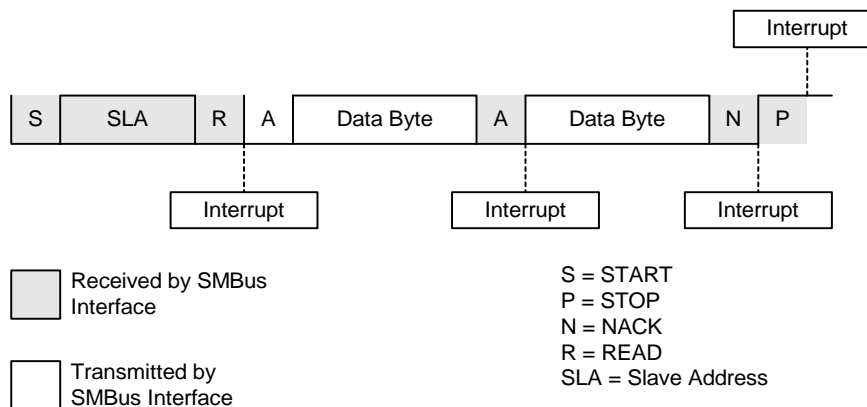 Interrupt
S SLA R A Data Byte A Data Byte N P
Interrupt Interrupt Interrupt
Received by SMBus
Interface
Transmitted by
SMBus Interface
S = START
P = STOP
N = NACK
R = READ
SLA = Slave Address